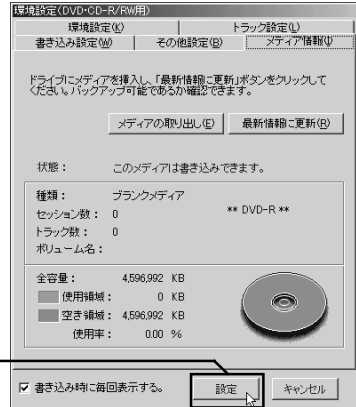 環境設定(DVD・CD-R/RW用)
環境設定(K) トラック設定(L)
書き込み設定(W) その他設定(B) メディア情報(I)
ドライブにメディアを挿入し、「最新情報に更新」ボタンをクリックして
ください。バックアップ可能であるか確認できます。
メディアの取り出し(E) 最新情報に更新(R)
状態： このメディアは書き込みできます。
種類： ブランクメディア
セッション数： 0 ** DVD-R **
トラック数： 0
ボリューム名：
全容量： 4,596,992 KB
使用領域： 0 KB
空き領域： 4,596,992 KB
使用率： 0.00 %
書き込み時に毎回表示する。 設定 キャンセル